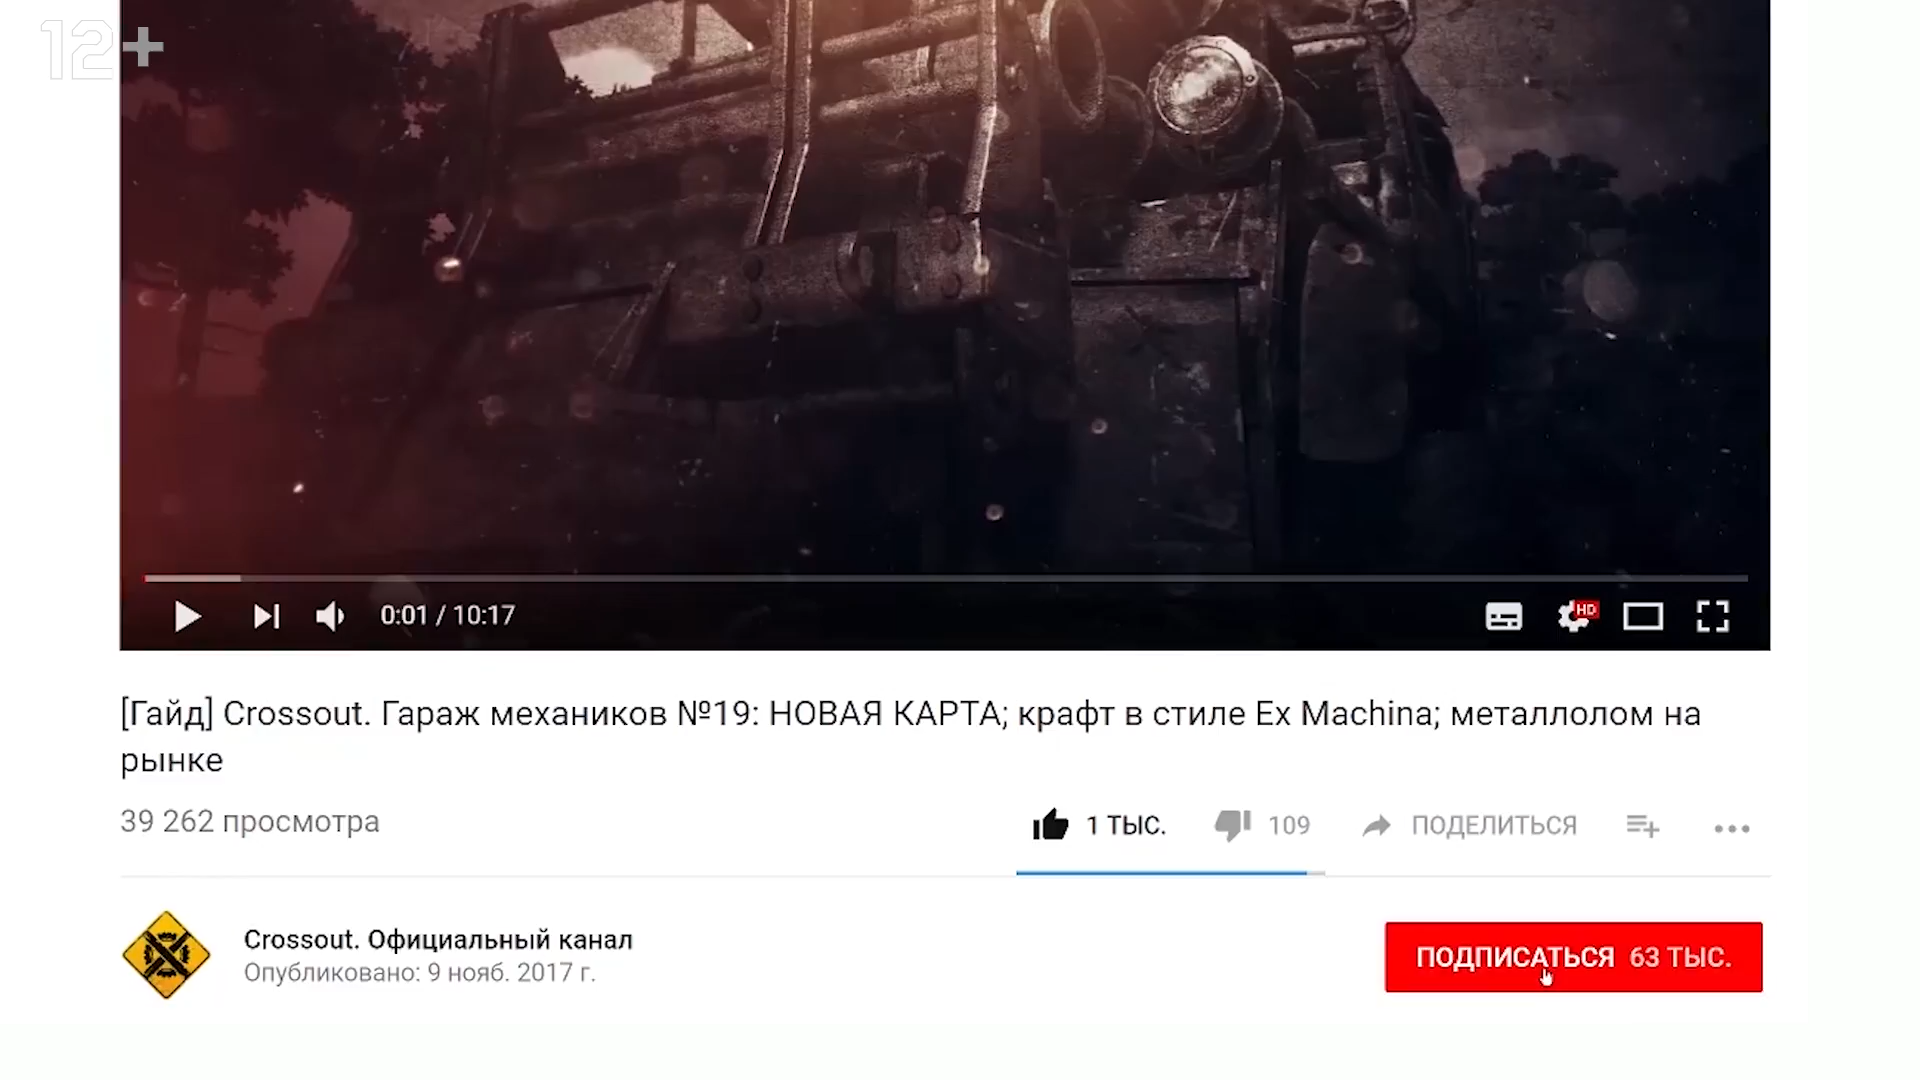 12+
0:01 / 10:17
HD
[Гайд] Crossout. Гараж механиков №19: НОВАЯ КАРТА; крафт в стиле Ex Machina; металлолом на
рынке
39 262 просмотра
1 ТЫС.
109
ПОДЕЛИТЬСЯ
Crossout. Официальный канал
Опубликовано: 9 нояб. 2017 г.
ПОДПИСАТЬСЯ 63 ТЫС.